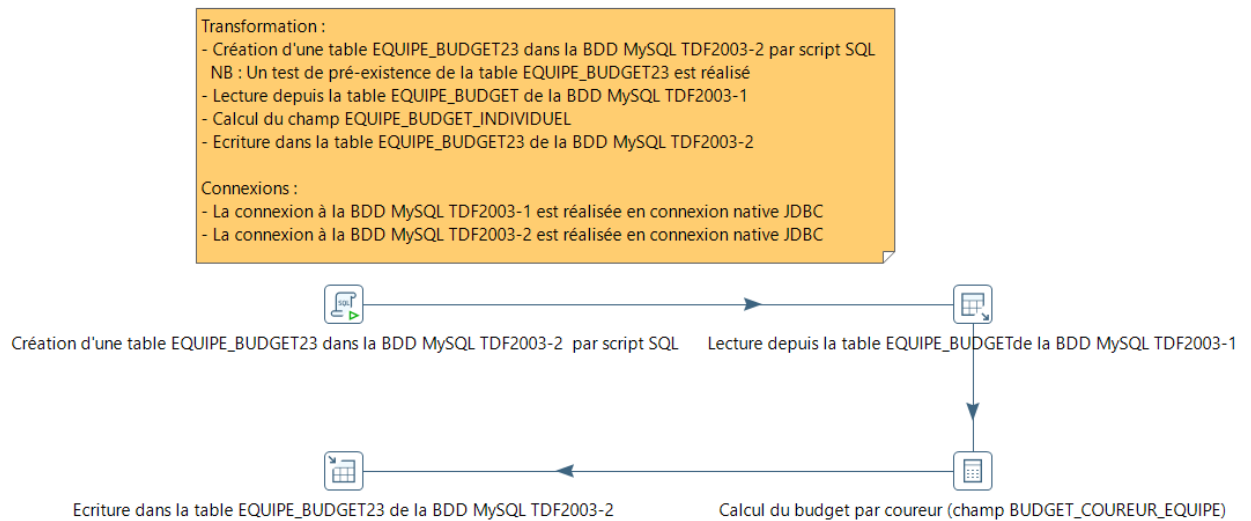 Transformation :
- Création d'une table EQUIPE_BUDGET23 dans la BDD MySQL TDF2003-2 par script SQL
NB : Un test de pré-existence de la table EQUIPE_BUDGET23 est réalisé
- Lecture depuis la table EQUIPE_BUDGET de la BDD MySQL TDF2003-1
- Calcul du champ EQUIPE_BUDGET_INDIVIDUEL
- Ecriture dans la table EQUIPE_BUDGET23 de la BDD MySQL TDF2003-2
Connexions :
- La connexion à la BDD MySQL TDF2003-1 est réalisée en connexion native JDBC
- La connexion à la BDD MySQL TDF2003-2 est réalisée en connexion native JDBC
SQL
Création d'une table EQUIPE_BUDGET23 dans la BDD MySQL TDF2003-2 par script SQL
Lecture depuis la table EQUIPE_BUDGETde la BDD MySQL TDF2003-1
Ecriture dans la table EQUIPE_BUDGET23 de la BDD MySQL TDF2003-2
Calcul du budget par coureur (champ BUDGET_COUREUR_EQUIPE)